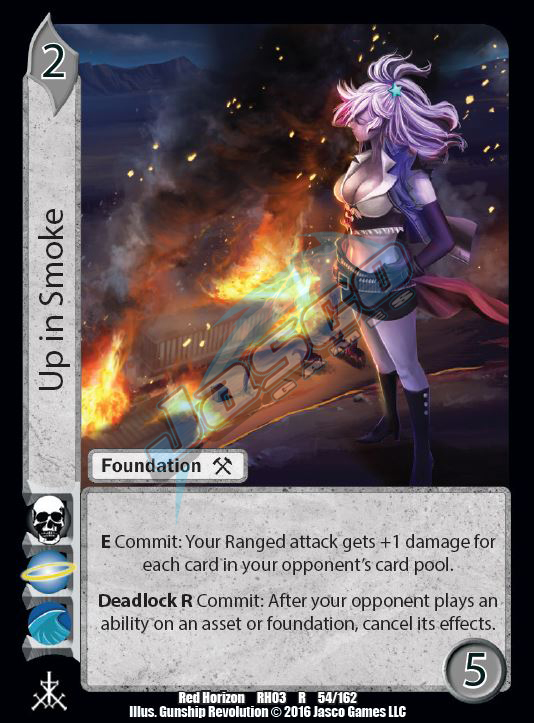 2
Up in Smoke
Jasco
GAMES
Foundation
E Commit: Your Ranged attack gets +1 damage for
each card in your opponent's card pool.
Deadlock R Commit: After your opponent plays an
ability on an asset or foundation, cancel its effects.
5
Red Horizon RH03 R 54/162
Illus. Gunship Revolution © 2016 Jasco Games LLC